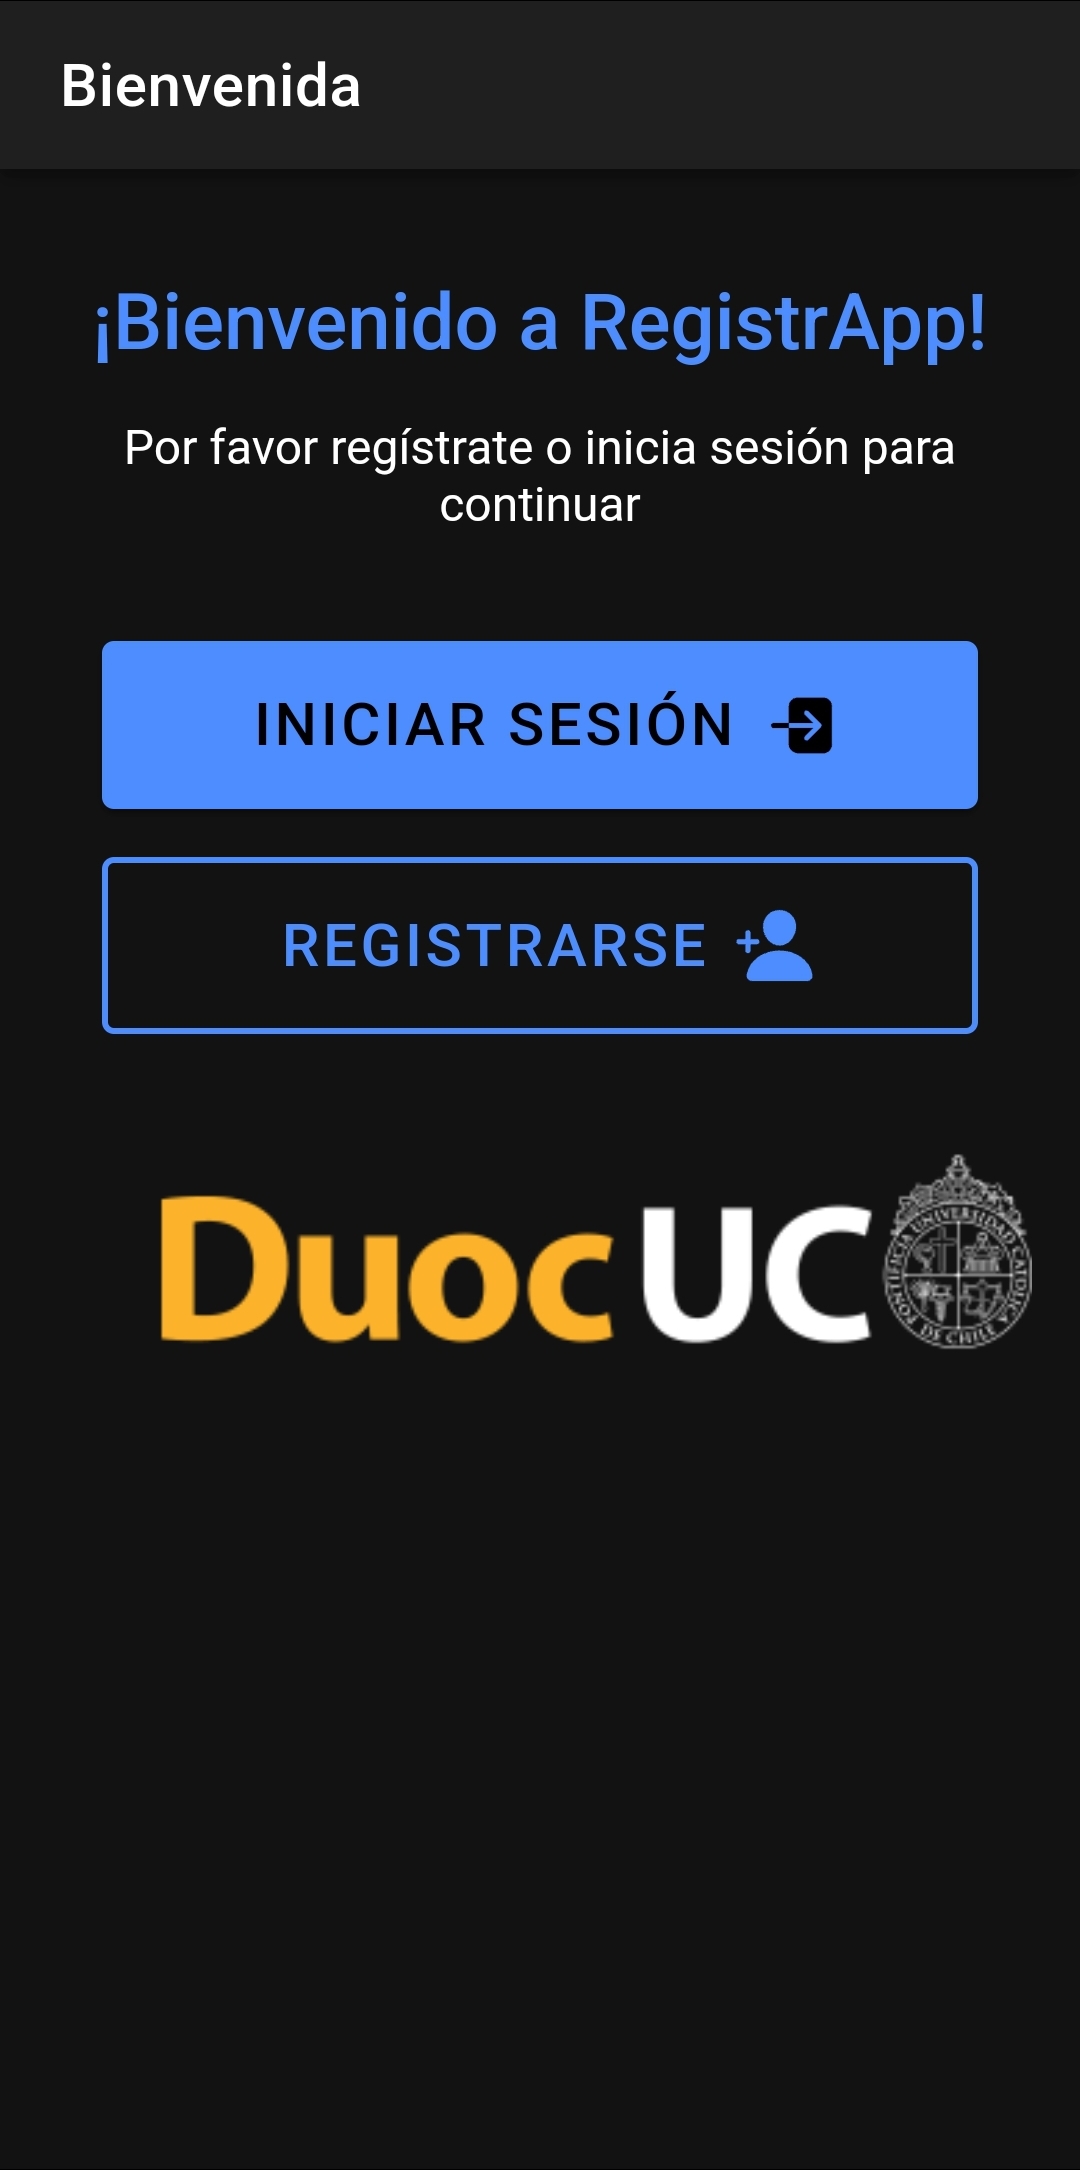 Bienvenida
¡Bienvenido a RegistrApp!
Por favor regístrate o inicia sesión para
continuar
INICIAR SESIÓN
REGISTRARSE
Duoc UC
PONTIFICIA UNIVERSIDAD CATOLICA DE CHILE